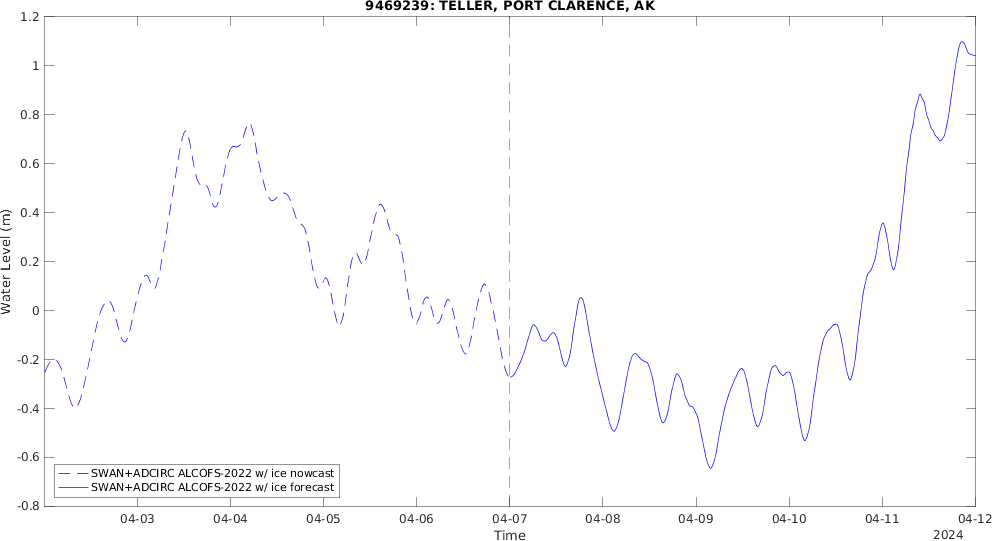 9469239: TELLER, PORT CLARENCE, AK
1.2
1
0.8
0.6
0.4
0.2
0
-0.2
-0.4
-0.6
-0.8
Water Level (m)
SWAN+ADCIRC ALCOFS-2022 w/ ice nowcast
SWAN+ADCIRC ALCOFS-2022 w/ ice forecast
04-03 04-04 04-05 04-06 04-07 04-08 04-09 04-10 04-11 04-12
Time
2024